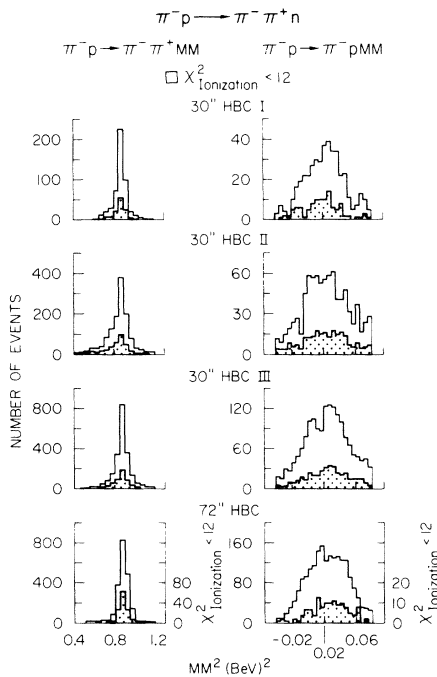 π⁻p → π⁻ π⁺n
π⁻p → π⁻ π⁺MM π⁻p → π⁻pMM
□ χ²Ionization <12
30" HBC I
200
100
0
40
20
0
30" HBC II
400
200
0
60
30
0
30" HBC III
800
400
0
120
60
0
72" HBC
800
400
0
80
40
0
χ²Ionization <12
160
80
0
20
10
0
χ²Ionization <12
0.4 0.8 1.2
-0.02 0.06
0.02
NUMBER OF EVENTS
MM² (BeV)²